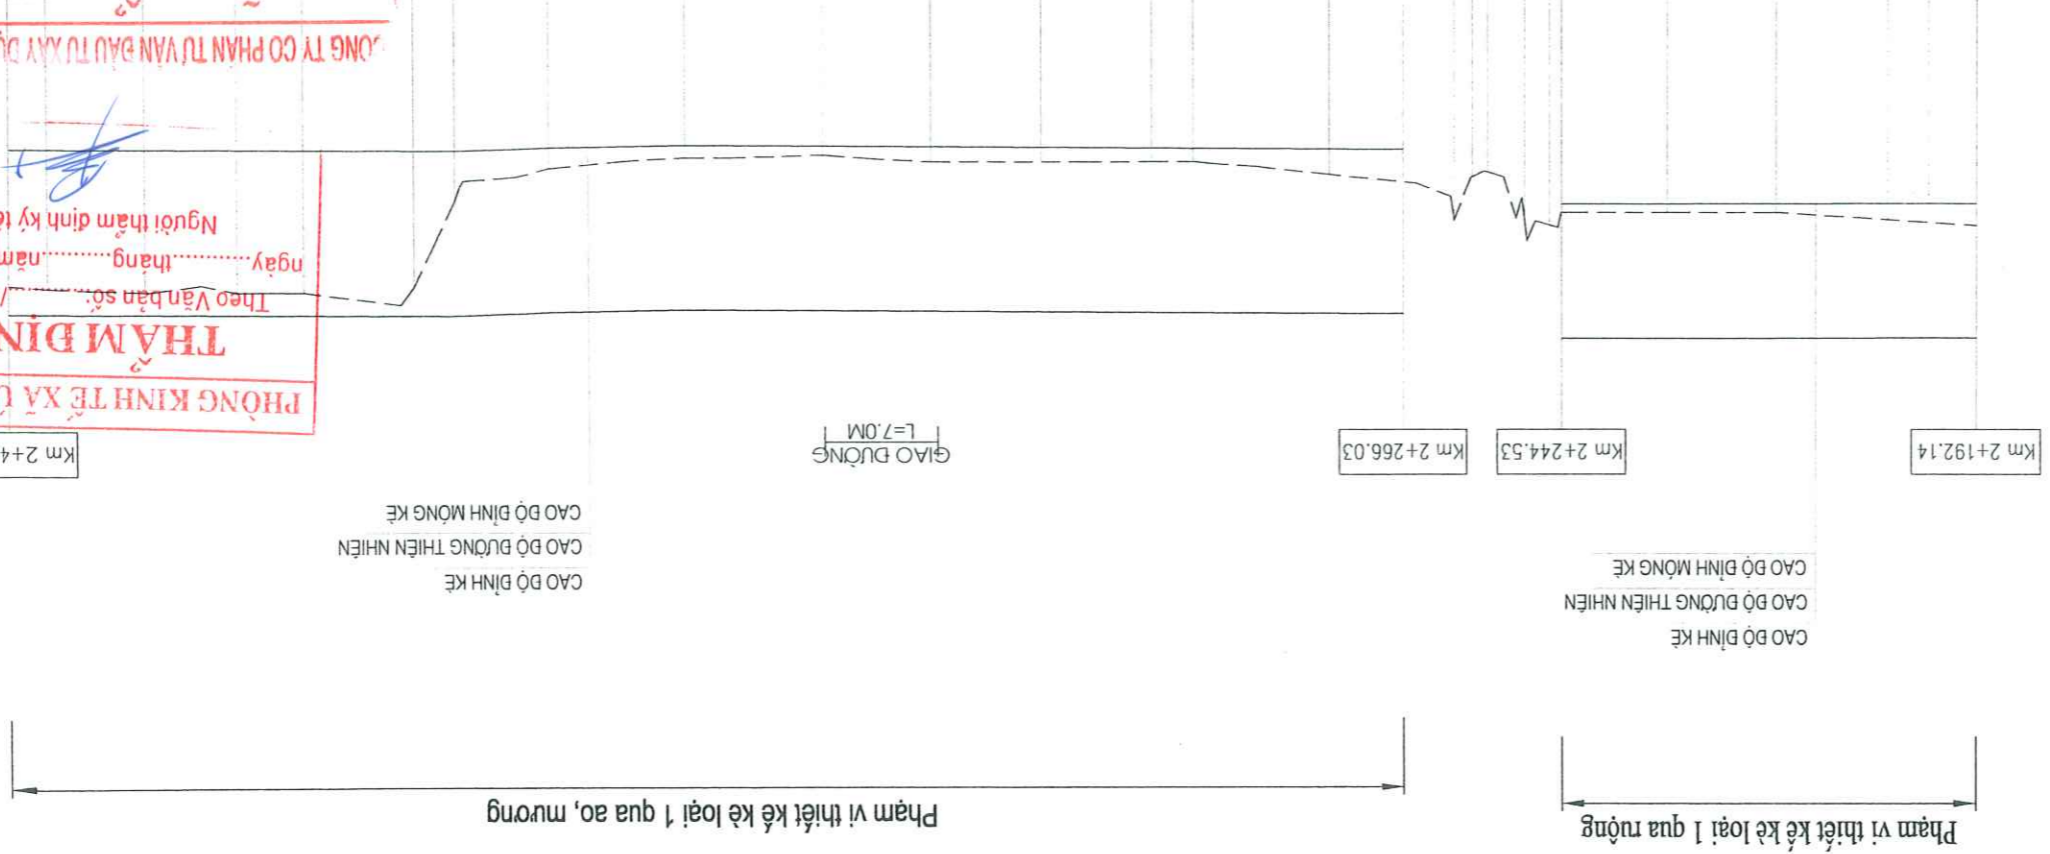 Phạm vi thiết kế kè loại 1 qua ruộng
Phạm vi thiết kế kè loại 1 qua ao, mương
CAO ĐỘ ĐỈNH KÈ
CAO ĐỘ ĐƯỜNG THIÊN NHIÊN
CAO ĐỘ ĐỈNH MÓNG KÈ
CAO ĐỘ ĐỈNH KÈ
CAO ĐỘ ĐƯỜNG THIÊN NHIÊN
CAO ĐỘ ĐỈNH MÓNG KÈ
Km 2+192.14
Km 2+244.53
Km 2+266.03
GIAO ĐƯỜNG
L=7.0M
Km 2+4
PHÒNG KINH TẾ XÃ
THẨM ĐỊN
Theo Văn bản số:............/
ngày............tháng..........năm
Người thẩm định ký tê
CÔNG TY CỔ PHẦN TƯ VẤN ĐẦU TƯ XÂY DỰ